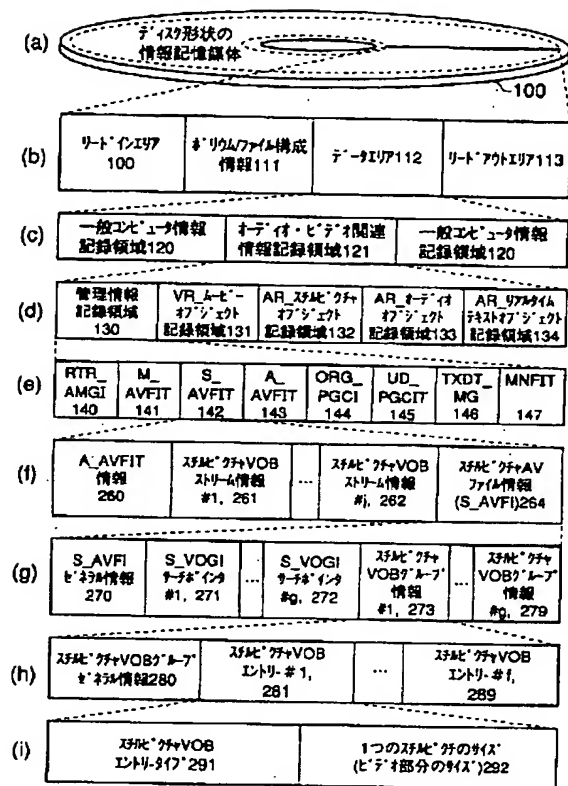 (a)
ディスク形状の
情報記憶媒体
100
(b)
リードインエリア
100
ボリウム/ファイル構成
情報111
データエリア112
リードアウトエリア113
(c)
一般コンピュータ情報
記録領域120
オーディオ・ビデオ関連
情報記録領域121
一般コンピュータ情報
記録領域120
(d)
管理情報
記録領域
130
VR_ムービー
オブジェクト
記録領域131
AR_スチルピクチャ
オブジェクト
記録領域132
AR_オーディオ
オブジェクト
記録領域133
AR_リアルタイム
テキストオブジェクト
記録領域134
(e)
RTR_
AMGI
140
M_
AVFIT
141
S_
AVFIT
142
A_
AVFIT
143
ORG_
PGCI
144
UD_
PGCIT
145
TXDT_
MG
146
MNFIT
147
(f)
A_AVFIT
情報
260
スチルピクチャVOB
ストリーム情報
#1, 261
...
スチルピクチャVOB
ストリーム情報
#j, 262
スチルピクチャAV
ファイル情報
(S_AVFI)264
(g)
S_AVFI
ゼネラル情報
270
S_VOGI
サーチポインタ
#1, 271
...
S_VOGI
サーチポインタ
#g, 272
スチルピクチャ
VOBグループ
情報
#1, 273
...
スチルピクチャ
VOBグループ
情報
#g, 279
(h)
スチルピクチャVOBグループ
ゼネラル情報280
スチルピクチャVOB
エントリー#1,
281
...
スチルピクチャVOB
エントリー#f,
289
(i)
スチルピクチャVOB
エントリータイプ291
1つのスチルピクチのサイズ
(ビデオ部分のサイズ)292